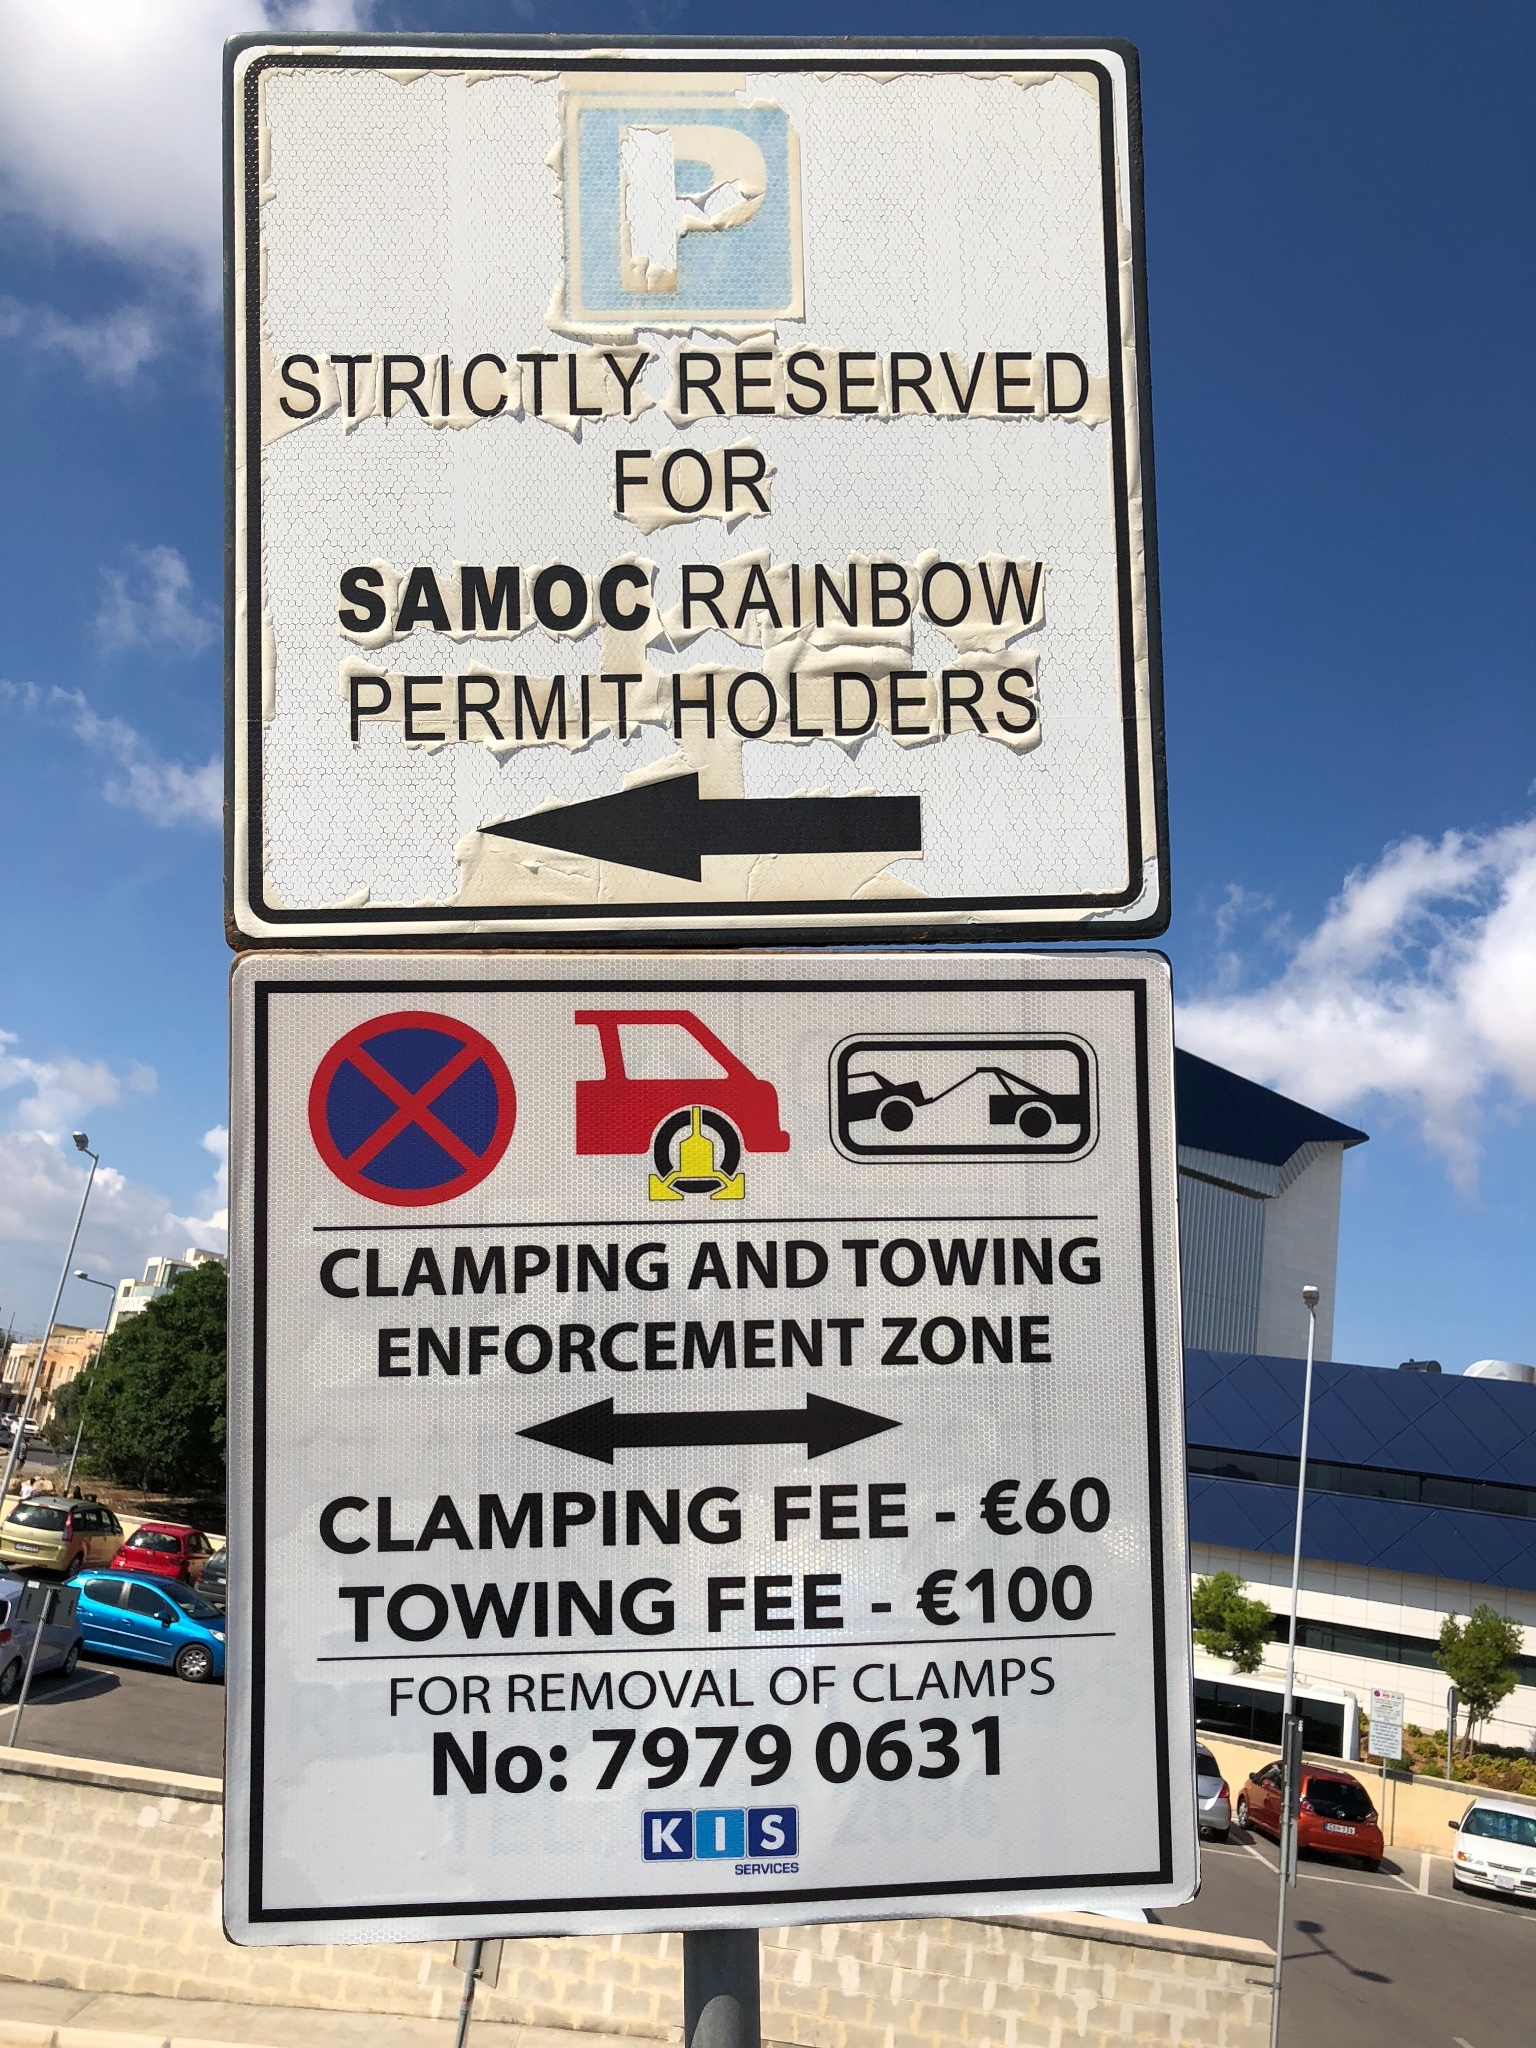 P
STRICTLY RESERVED
FOR
SAMOC RAINBOW
PERMIT HOLDERS
CLAMPING AND TOWING
ENFORCEMENT ZONE
CLAMPING FEE - €60
TOWING FEE - €100
FOR REMOVAL OF CLAMPS
No: 7979 0631
KIS
SERVICES